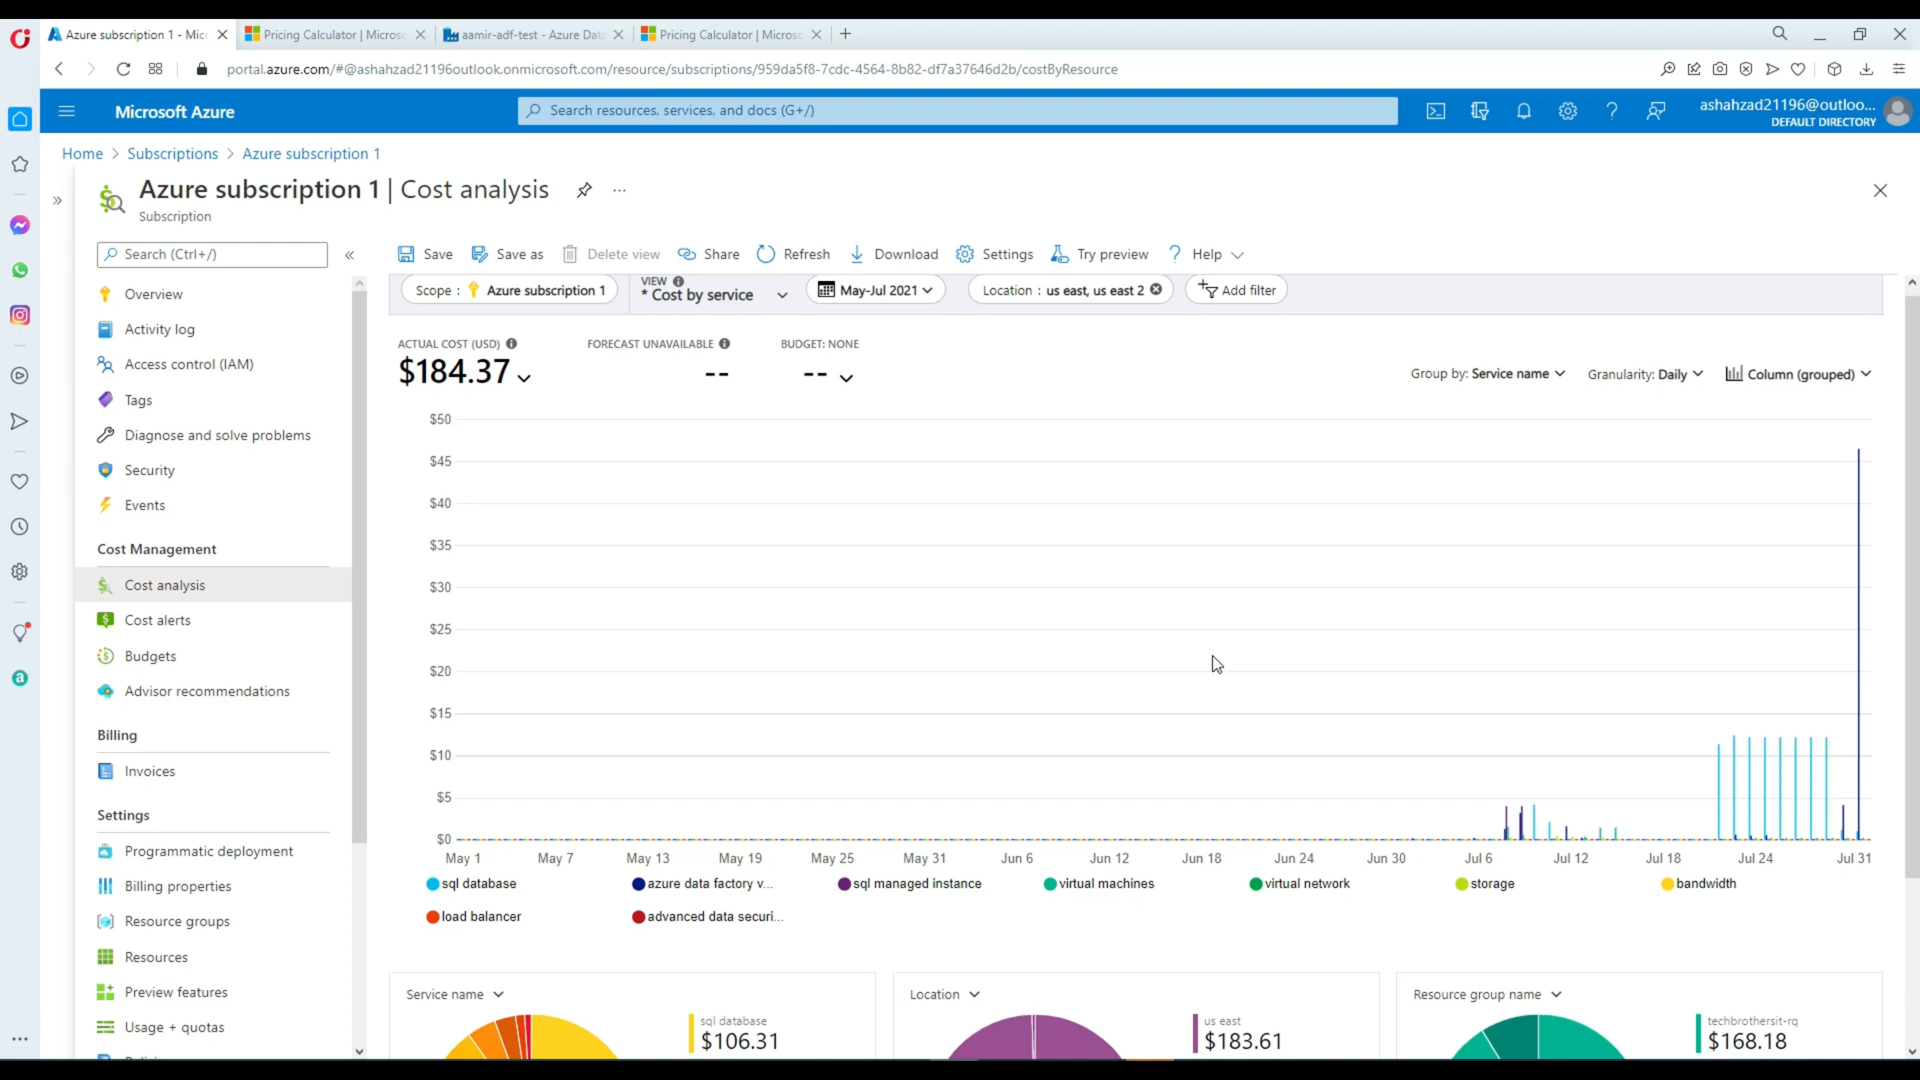 Azure subscription 1 - Micr
Pricing Calculator | Microso
aamir-adf-test - Azure Data
Pricing Calculator | Microso
portal.azure.com/#@ashahzad21196outlook.onmicrosoft.com/resource/subscriptions/959da5f8-7cdc-4564-8b82-df7a37646d2b/costByResource
Microsoft Azure
Search resources, services, and docs (G+/)
ashahzad21196@outloo...
DEFAULT DIRECTORY
Home > Subscriptions > Azure subscription 1
Azure subscription 1 | Cost analysis
Subscription
Search (Ctrl+/)
Overview
Activity log
Access control (IAM)
Tags
Diagnose and solve problems
Security
Events
Cost Management
Cost analysis
Cost alerts
Budgets
Advisor recommendations
Billing
Invoices
Settings
Programmatic deployment
Billing properties
Resource groups
Resources
Preview features
Usage + quotas
Save
Save as
Delete view
Share
Refresh
Download
Settings
Try preview
Help
Scope : Azure subscription 1
VIEW
* Cost by service
May-Jul 2021
Location : us east, us east 2
Add filter
ACTUAL COST (USD)
$184.37
FORECAST UNAVAILABLE
--
BUDGET: NONE
--
Group by: Service name
Granularity: Daily
Column (grouped)
$50
$45
$40
$35
$30
$25
$20
$15
$10
$5
$0
May 1 May 7 May 13 May 19 May 25 May 31 Jun 6 Jun 12 Jun 18 Jun 24 Jun 30 Jul 6 Jul 12 Jul 18 Jul 24 Jul 31
sql database
azure data factory v...
sql managed instance
virtual machines
virtual network
storage
bandwidth
load balancer
advanced data securi...
Service name
sql database
$106.31
Location
us east
$183.61
Resource group name
techbrothersit-rg
$168.18